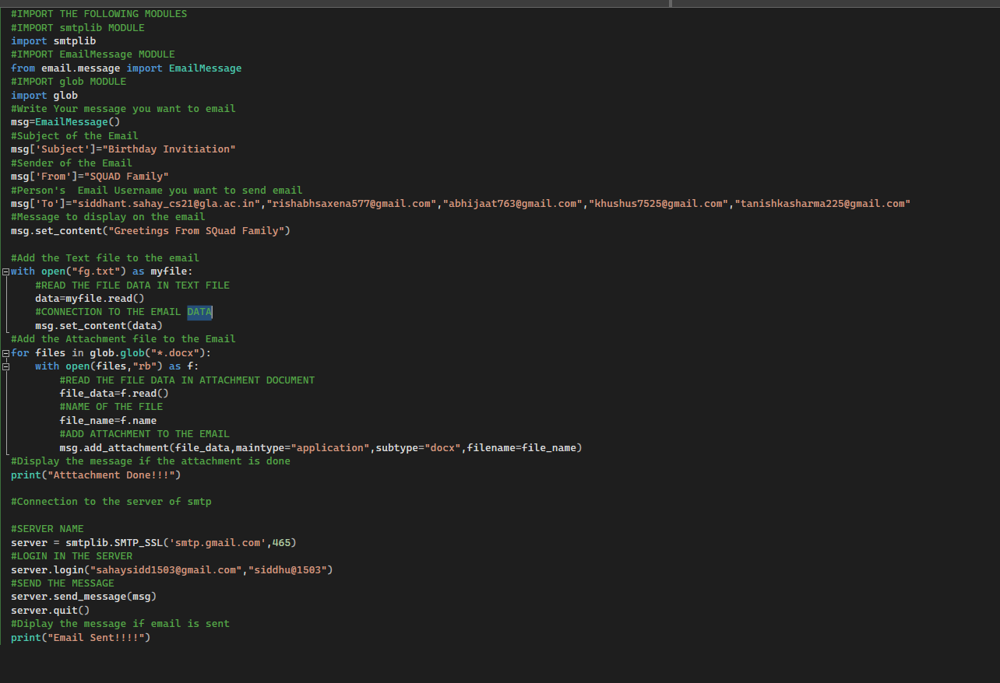 #IMPORT THE FOLLOWING MODULES
#IMPORT smtplib MODULE
import smtplib
#IMPORT EmailMessage MODULE
from email.message import EmailMessage
#IMPORT glob MODULE
import glob
#Write Your message you want to email
msg=EmailMessage()
#Subject of the Email
msg['Subject']="Birthday Invitiation"
#Sender of the Email
msg['From']="SQUAD Family"
#Person's  Email Username you want to send email
msg['To']="siddhant.sahay_cs21@gla.ac.in","rishabhsaxena577@gmail.com","abhijaat763@gmail.com","khushus7525@gmail.com","tanishkasharma225@gmail.com"
#Message to display on the email
msg.set_content("Greetings From SQuad Family")

#Add the Text file to the email
with open("fg.txt") as myfile:
    #READ THE FILE DATA IN TEXT FILE
    data=myfile.read()
    #CONNECTION TO THE EMAIL DATA
    msg.set_content(data)
#Add the Attachment file to the Email
for files in glob.glob("*.docx"):
    with open(files,"rb") as f:
        #READ THE FILE DATA IN ATTACHMENT DOCUMENT
        file_data=f.read()
        #NAME OF THE FILE
        file_name=f.name
        #ADD ATTACHMENT TO THE EMAIL
        msg.add_attachment(file_data,maintype="application",subtype="docx",filename=file_name)
#Display the message if the attachment is done
print("Atttachment Done!!!")

#Connection to the server of smtp

#SERVER NAME
server = smtplib.SMTP_SSL('smtp.gmail.com',465)
#LOGIN IN THE SERVER
server.login("sahaysidd1503@gmail.com","siddhu@1503")
#SEND THE MESSAGE
server.send_message(msg)
server.quit()
#Diplay the message if email is sent
print("Email Sent!!!!")